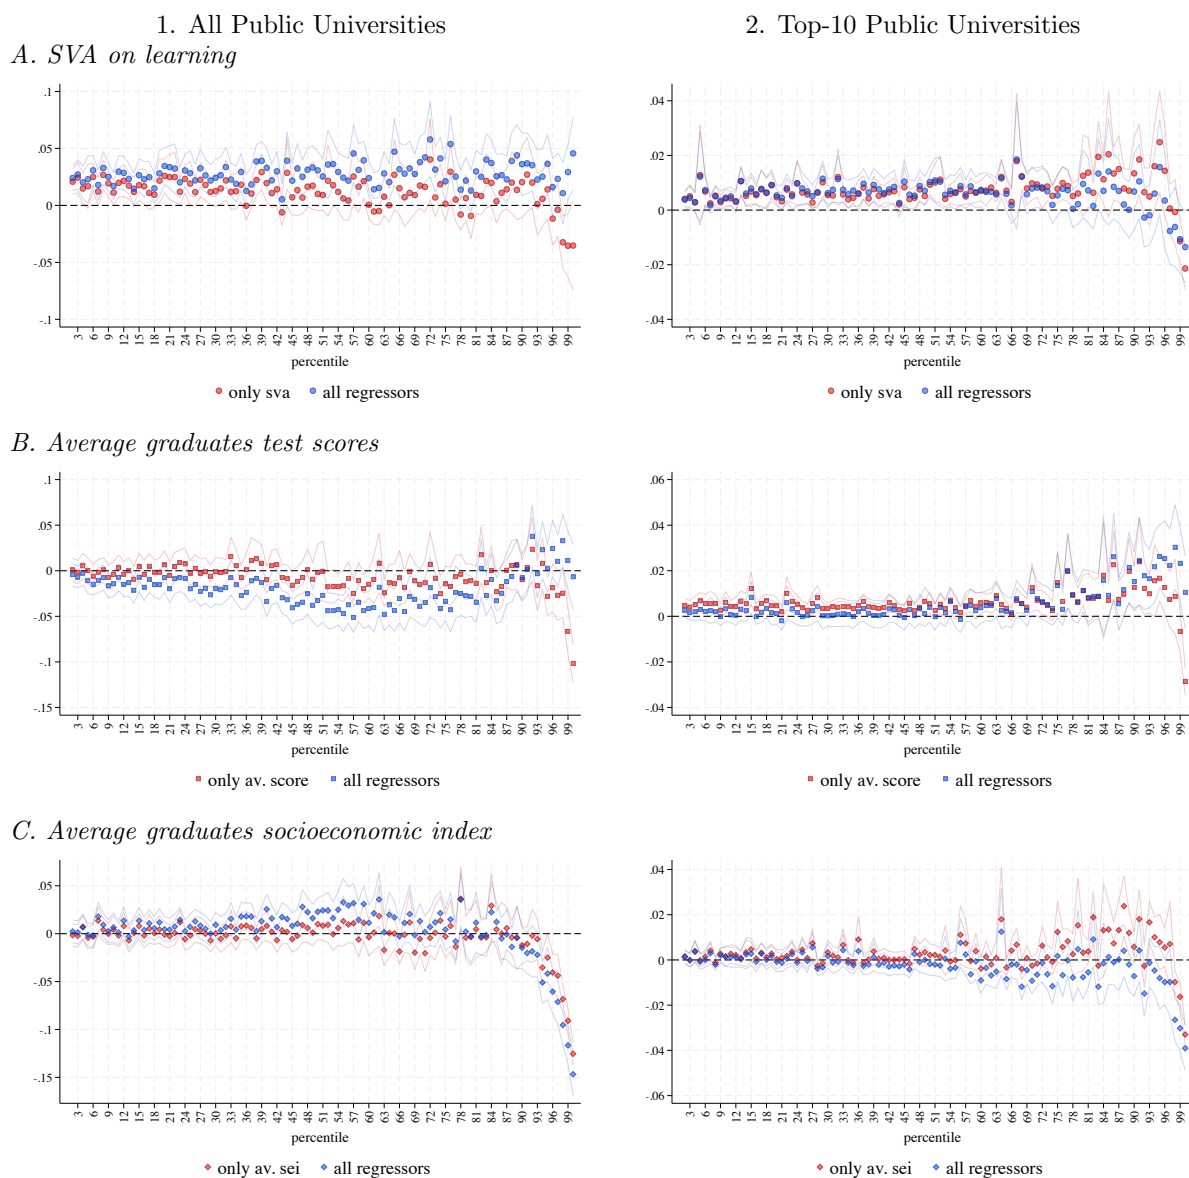 1. All Public Universities
2. Top-10 Public Universities
A. SVA on learning
.1
.05
0
-.05
-.1
3 6 9 12 15 18 21 24 27 30 33 36 39 42 45 48 51 54 57 60 63 66 69 72 75 78 81 84 87 90 93 96 99
percentile
only sva all regressors
.04
.02
0
-.02
-.04
3 6 9 12 15 18 21 24 27 30 33 36 39 42 45 48 51 54 57 60 63 66 69 72 75 78 81 84 87 90 93 96 99
percentile
only sva all regressors
B. Average graduates test scores
.1
.05
0
-.05
-.1
-.15
3 6 9 12 15 18 21 24 27 30 33 36 39 42 45 48 51 54 57 60 63 66 69 72 75 78 81 84 87 90 93 96 99
percentile
only av. score all regressors
.06
.04
.02
0
-.02
-.04
3 6 9 12 15 18 21 24 27 30 33 36 39 42 45 48 51 54 57 60 63 66 69 72 75 78 81 84 87 90 93 96 99
percentile
only av. score all regressors
C. Average graduates socioeconomic index
.05
0
-.05
-.1
-.15
3 6 9 12 15 18 21 24 27 30 33 36 39 42 45 48 51 54 57 60 63 66 69 72 75 78 81 84 87 90 93 96 99
percentile
only av. sei all regressors
.04
.02
0
-.02
-.04
-.06
3 6 9 12 15 18 21 24 27 30 33 36 39 42 45 48 51 54 57 60 63 66 69 72 75 78 81 84 87 90 93 96 99
percentile
only av. sei all regressors